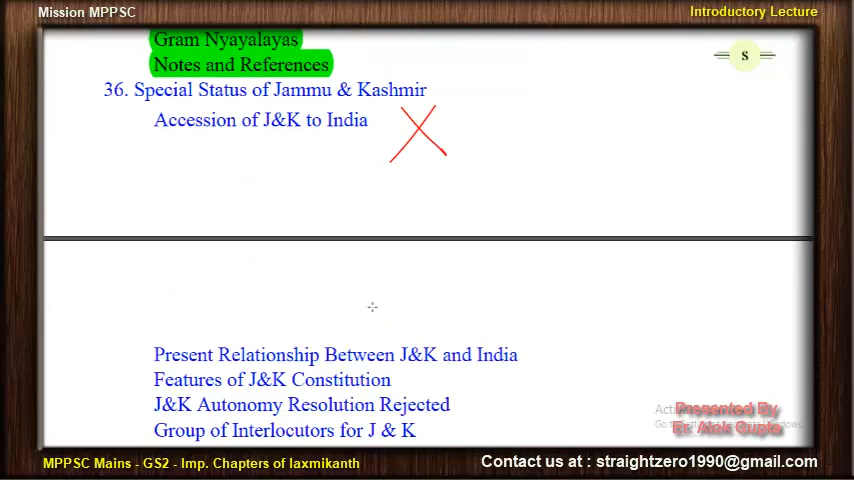 Mission MPPSC
Introductory Lecture
Gram Nyayalayas
Notes and References
S
36. Special Status of Jammu & Kashmir
Accession of J&K to India
Present Relationship Between J&K and India
Features of J&K Constitution
J&K Autonomy Resolution Rejected
Group of Interlocutors for J & K
Presented By
Er. Alok Gupta
MPPSC Mains - GS2 - Imp. Chapters of laxmikanth
Contact us at : straightzero1990@gmail.com